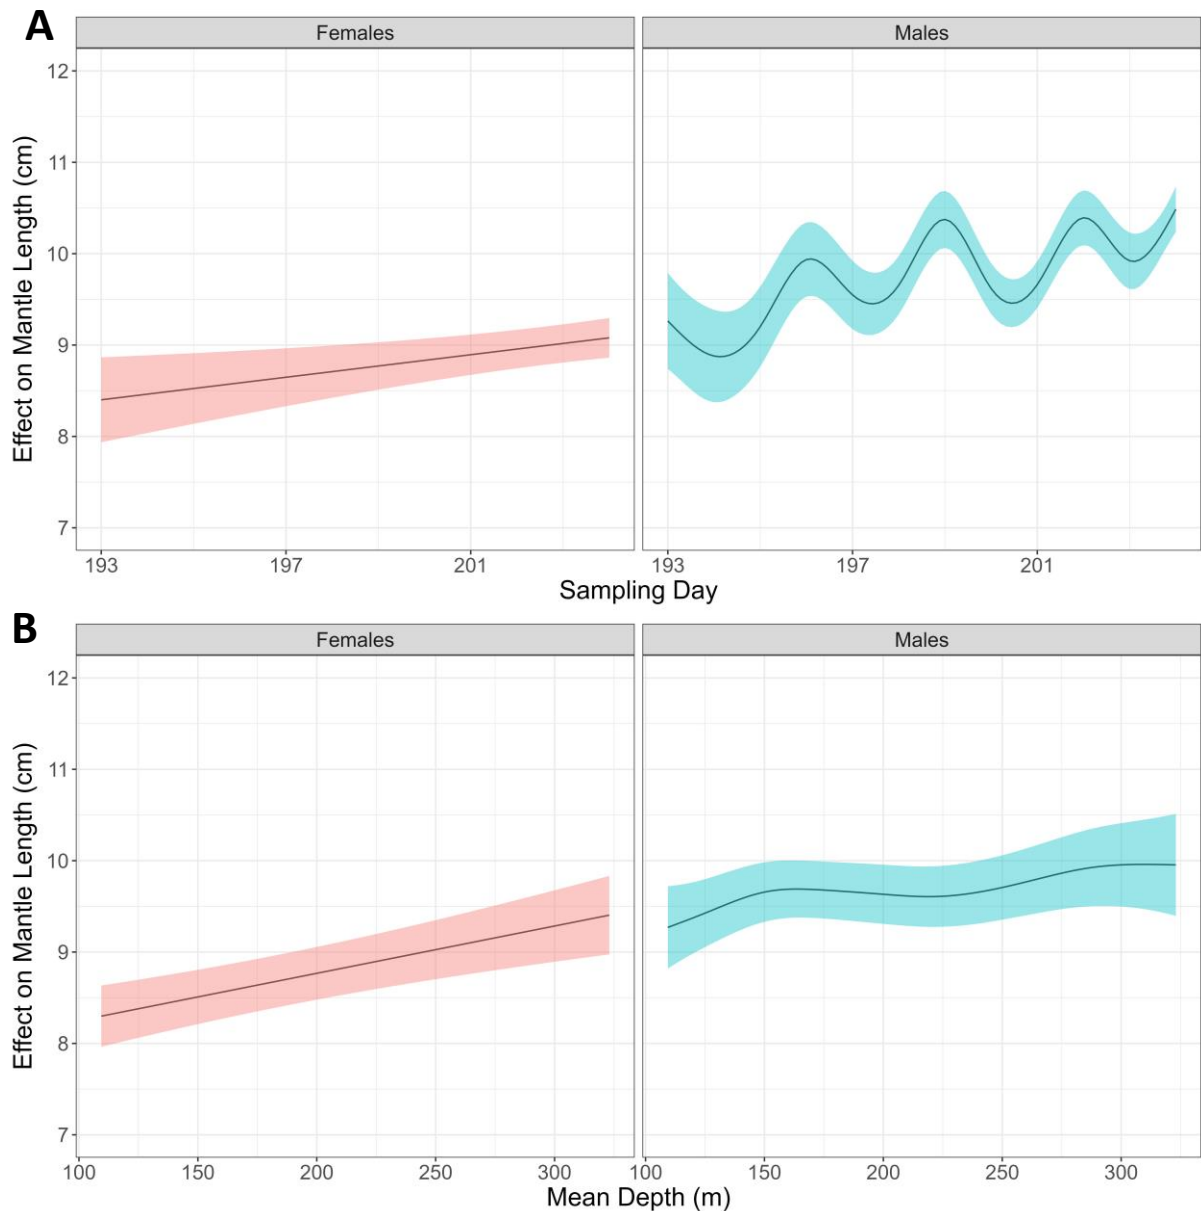 A
Females
Males
Effect on Mantle Length (cm)
12
11
10
9
8
7
193
197
201
193
197
201
Sampling Day
B
Females
Males
Effect on Mantle Length (cm)
12
11
10
9
8
7
100
150
200
250
300
100
150
200
250
300
Mean Depth (m)